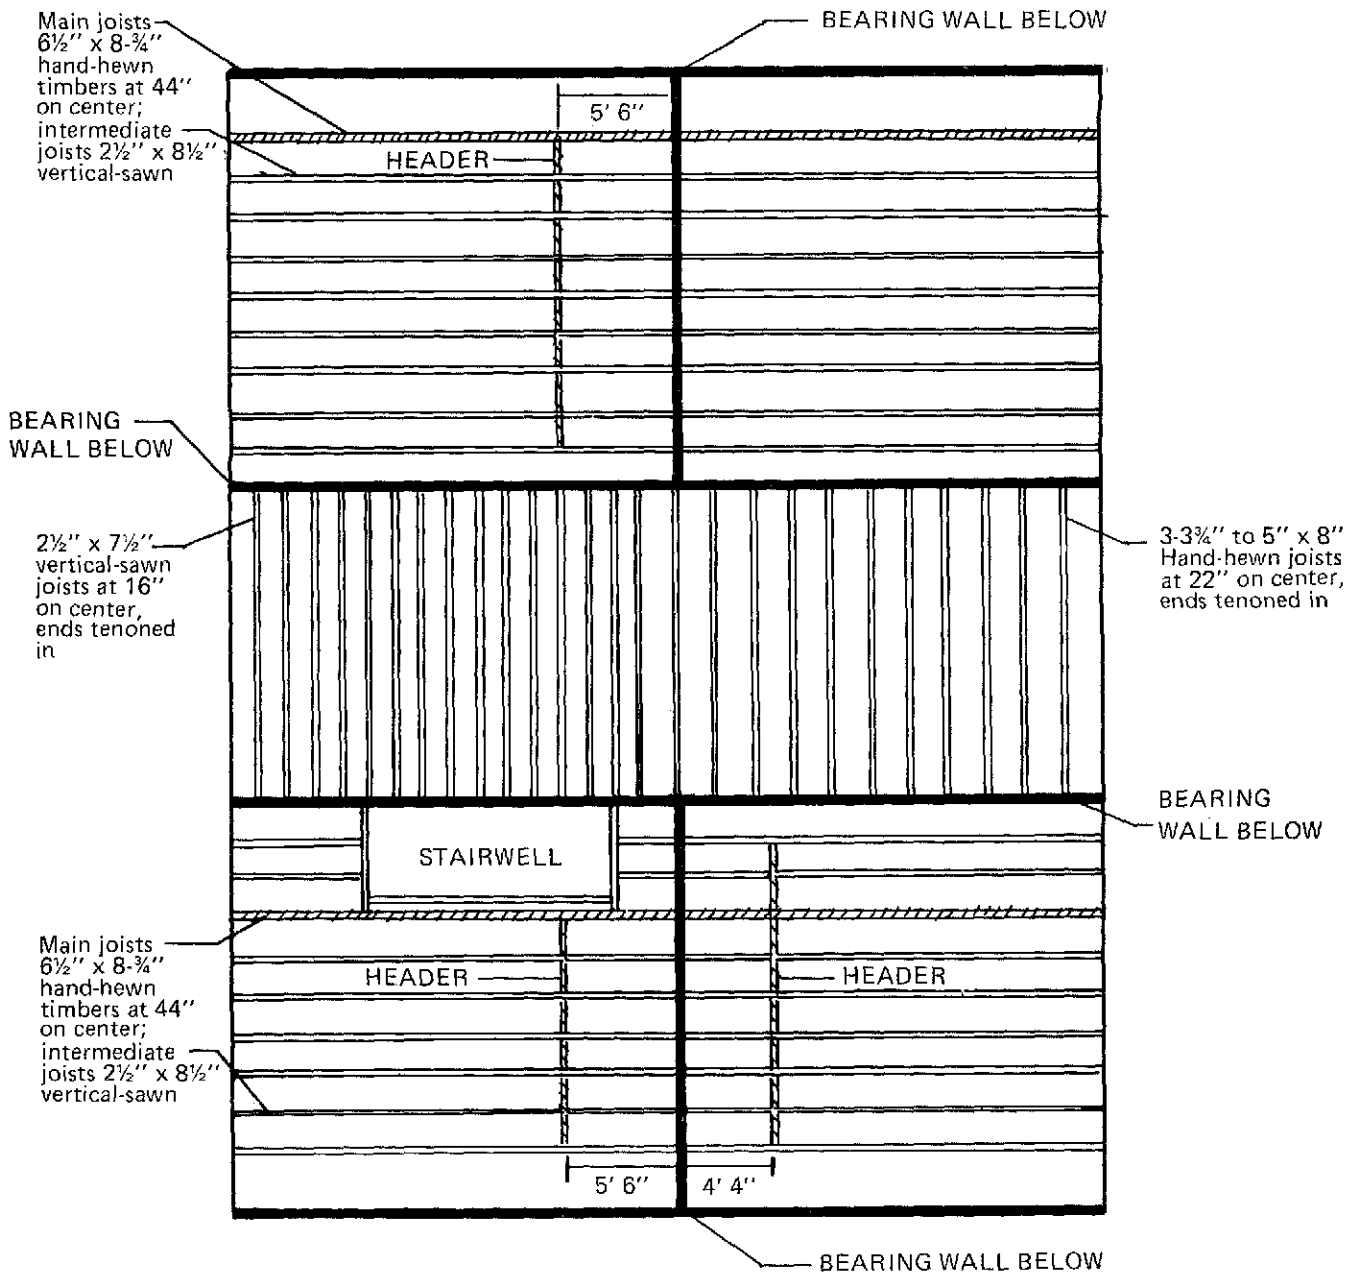 Main joists
6½" x 8-¾"
hand-hewn
timbers at 44"
on center;
intermediate
joists 2½" x 8½"
vertical-sawn
BEARING WALL BELOW
5' 6"
HEADER
BEARING
WALL BELOW
2½" x 7½"
vertical-sawn
joists at 16"
on center,
ends tenoned
in
3-3¾" to 5" x 8"
Hand-hewn joists
at 22" on center,
ends tenoned in
BEARING
WALL BELOW
STAIRWELL
Main joists
6½" x 8-¾"
hand-hewn
timbers at 44"
on center;
intermediate
joists 2½" x 8½"
vertical-sawn
HEADER
HEADER
5' 6"
4' 4"
BEARING WALL BELOW